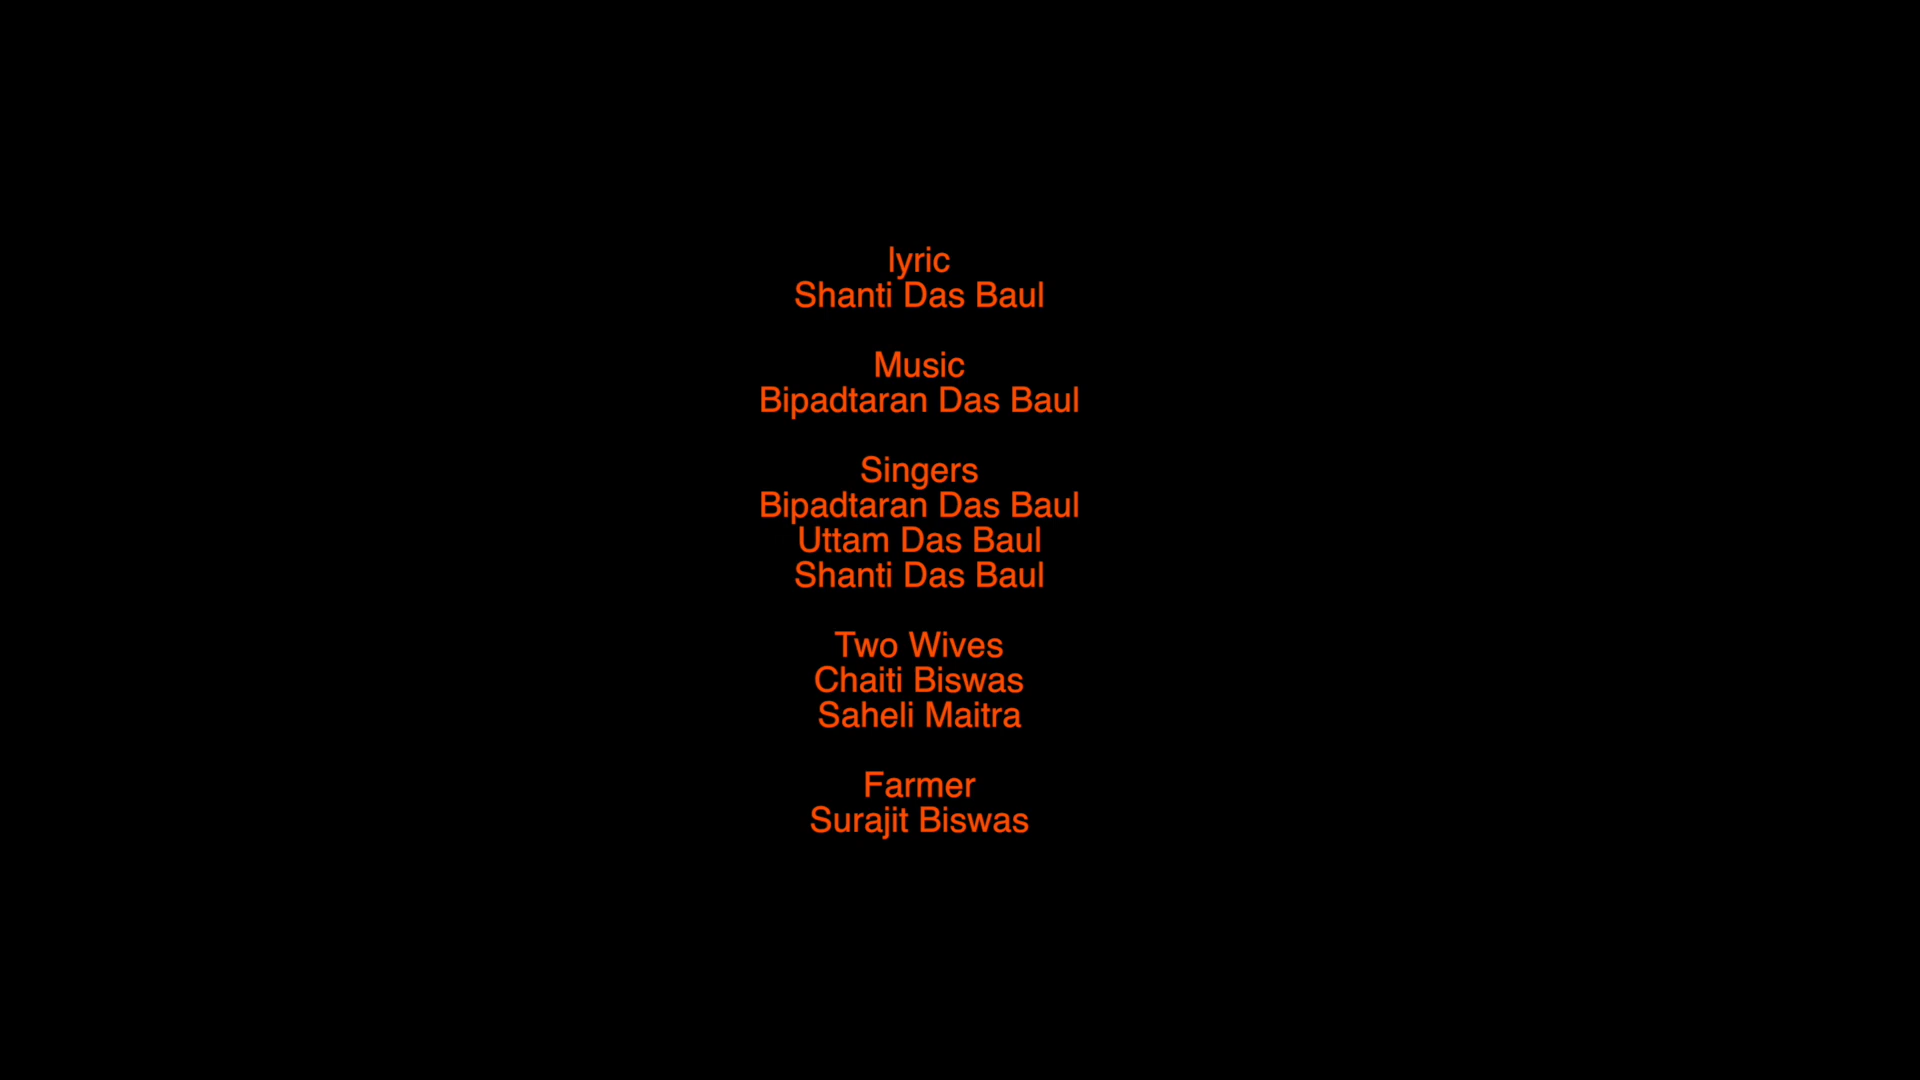 lyric
Shanti Das Baul
Music
Bipadtaran Das Baul
Singers
Bipadtaran Das Baul
Uttam Das Baul
Shanti Das Baul
Two Wives
Chaiti Biswas
Saheli Maitra
Farmer
Surajit Biswas